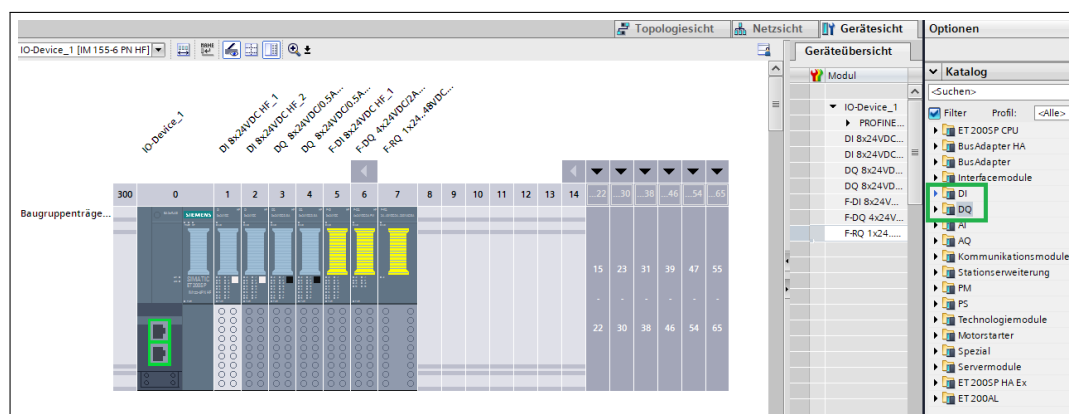 Topologiesicht Netzsicht Gerätesicht Optionen
IO-Device_1 [IM 155-6 PN HF]
Geräteübersicht
Modul
Katalog
<Suchen>
Filter Profil: <Alle>
IO-Device_1
DI 8x24VDC HF_1
DI 8x24VDC HF_2
DQ 8x24VDC/0.5A...
DQ 8x24VDC/0.5A...
F-DI 8x24VDC HF_1
F-DQ 4x24VDC/2A...
F-RQ 1x24..48VDC...
300 0 1 2 3 4 5 6 7 8 9 10 11 12 13 14 ...22 ...30 ...38 ...46 ...54 ...65
Baugruppenträge...
SIEMENS
15 23 31 39 47 55
- - - - - -
22 30 38 46 54 65
IO-Device_1
PROFINE...
DI 8x24VDC...
DI 8x24VDC...
DQ 8x24VD...
DQ 8x24VD...
F-DI 8x24V...
F-DQ 4x24V...
F-RQ 1x24.....
ET 200SP CPU
BusAdapter HA
BusAdapter
Interfacemodule
DI
DQ
AI
AQ
Kommunikationsmodule
Stationserweiterung
PM
PS
Technologiemodule
Motorstarter
Spezial
Servermodule
ET 200SP HA Ex
ET 200AL